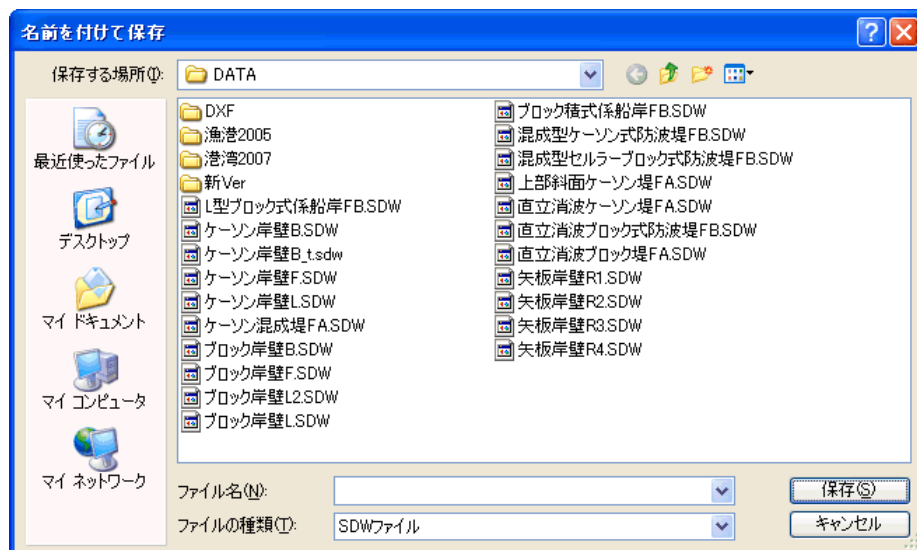 名前を付けて保存
保存する場所(I):
DATA
最近使ったファイル
デスクトップ
マイ ドキュメント
マイ コンピュータ
マイ ネットワーク
DXF
漁港2005
港湾2007
新Ver
L型ブロック式係船岸FB.SDW
ケーソン岸壁B.SDW
ケーソン岸壁B_t.sdw
ケーソン岸壁F.SDW
ケーソン岸壁L.SDW
ケーソン混成堤FA.SDW
ブロック岸壁B.SDW
ブロック岸壁F.SDW
ブロック岸壁L2.SDW
ブロック岸壁L.SDW
ブロック積式係船岸FB.SDW
混成型ケーソン式防波堤FB.SDW
混成型セルラーブロック式防波堤FB.SDW
上部斜面ケーソン堤FA.SDW
直立消波ケーソン堤FA.SDW
直立消波ブロック式防波堤FB.SDW
直立消波ブロック堤FA.SDW
矢板岸壁R1.SDW
矢板岸壁R2.SDW
矢板岸壁R3.SDW
矢板岸壁R4.SDW
ファイル名(N):
保存(S)
ファイルの種類(T):
SDWファイル
キャンセル